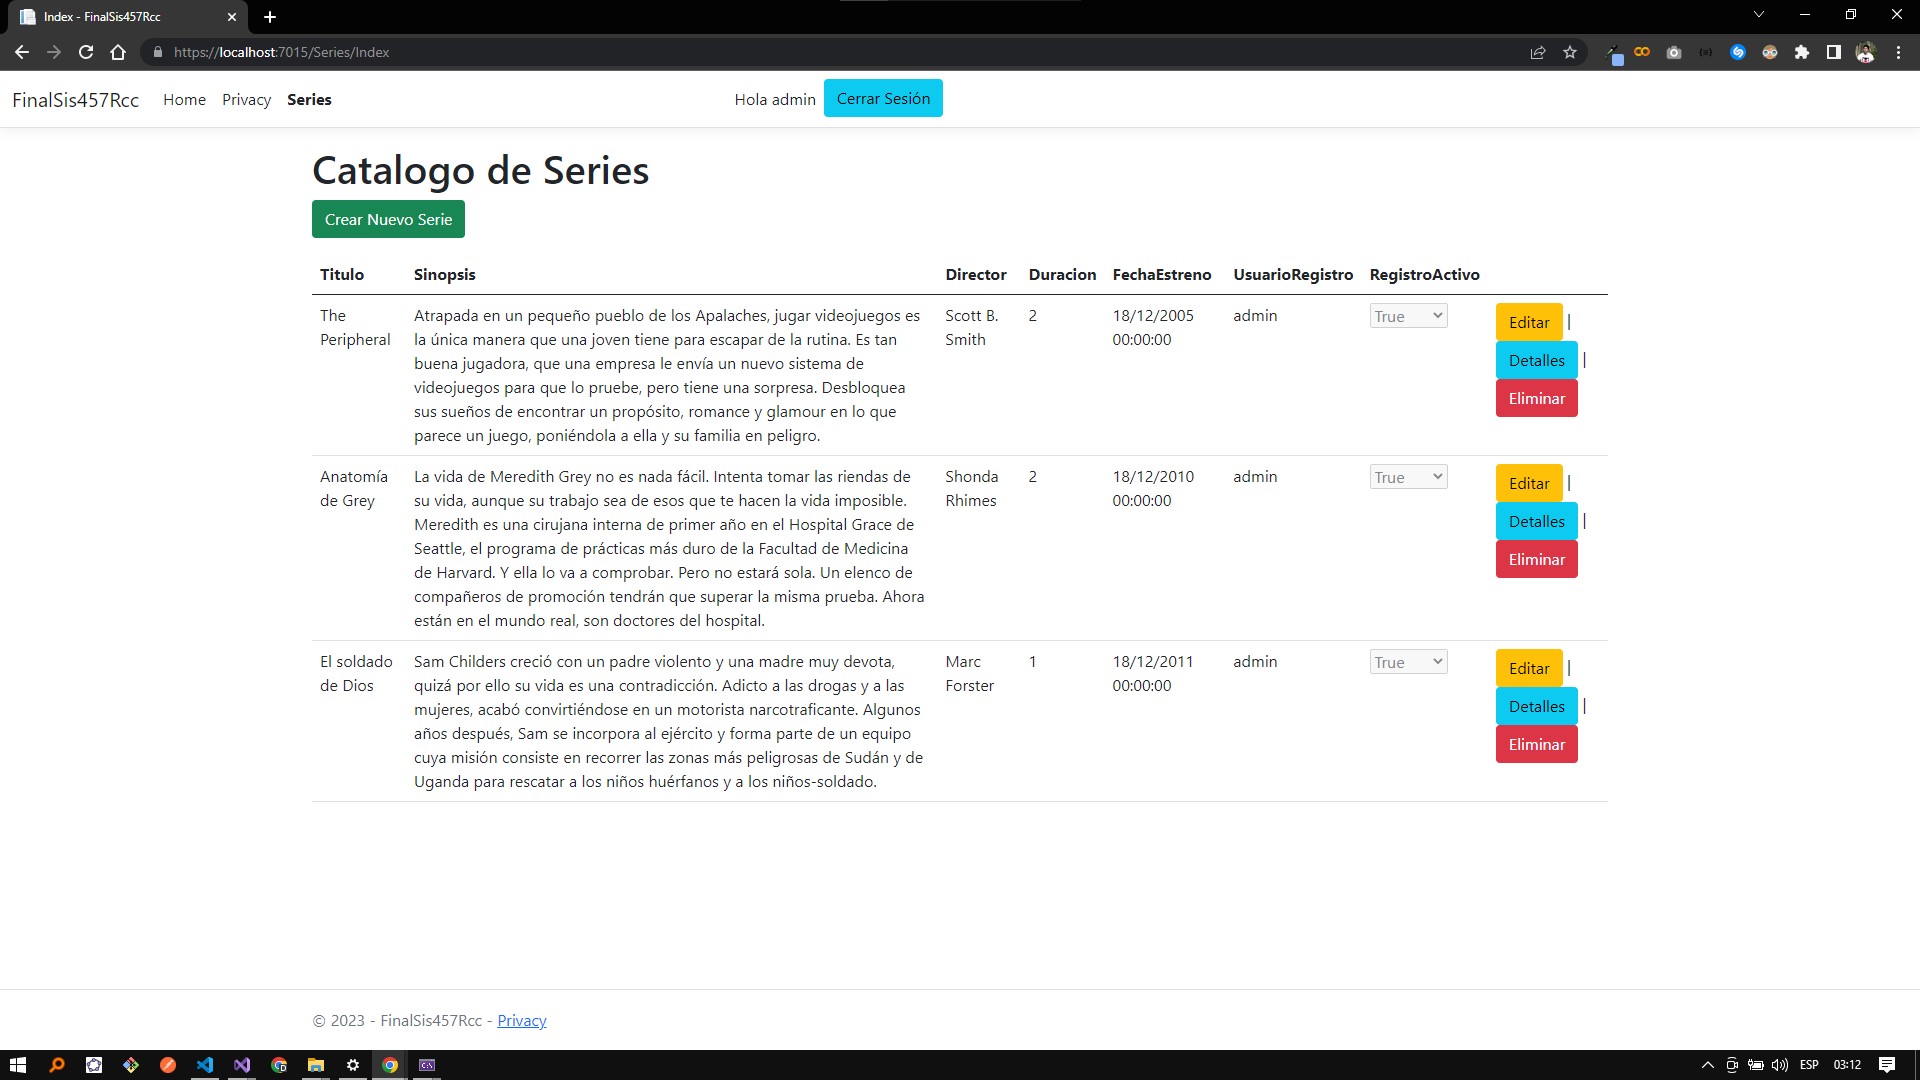 Index - FinalSis457Rcc
https://localhost:7015/Series/Index
FinalSis457Rcc Home Privacy Series Hola admin Cerrar Sesión
Catalogo de Series
Crear Nuevo Serie
Titulo Sinopsis Director Duracion FechaEstreno UsuarioRegistro RegistroActivo
The Peripheral
Atrapada en un pequeño pueblo de los Apalaches, jugar videojuegos es
la única manera que una joven tiene para escapar de la rutina. Es tan
buena jugadora, que una empresa le envía un nuevo sistema de
videojuegos para que lo pruebe, pero tiene una sorpresa. Desbloquea
sus sueños de encontrar un propósito, romance y glamour en lo que
parece un juego, poniéndola a ella y su familia en peligro.
Scott B.
Smith
2
18/12/2005
00:00:00
admin
True
Editar |
Detalles |
Eliminar
Anatomía
de Grey
La vida de Meredith Grey no es nada fácil. Intenta tomar las riendas de
su vida, aunque su trabajo sea de esos que te hacen la vida imposible.
Meredith es una cirujana interna de primer año en el Hospital Grace de
Seattle, el programa de prácticas más duro de la Facultad de Medicina
de Harvard. Y ella lo va a comprobar. Pero no estará sola. Un elenco de
compañeros de promoción tendrán que superar la misma prueba. Ahora
están en el mundo real, son doctores del hospital.
Shonda
Rhimes
2
18/12/2010
00:00:00
admin
True
Editar |
Detalles |
Eliminar
El soldado
de Dios
Sam Childers creció con un padre violento y una madre muy devota,
quizá por ello su vida es una contradicción. Adicto a las drogas y a las
mujeres, acabó convirtiéndose en un motorista narcotraficante. Algunos
años después, Sam se incorpora al ejército y forma parte de un equipo
cuya misión consiste en recorrer las zonas más peligrosas de Sudán y de
Uganda para rescatar a los niños huérfanos y a los niños-soldado.
Marc
Forster
1
18/12/2011
00:00:00
admin
True
Editar |
Detalles |
Eliminar
© 2023 - FinalSis457Rcc - Privacy
ESP 03:12